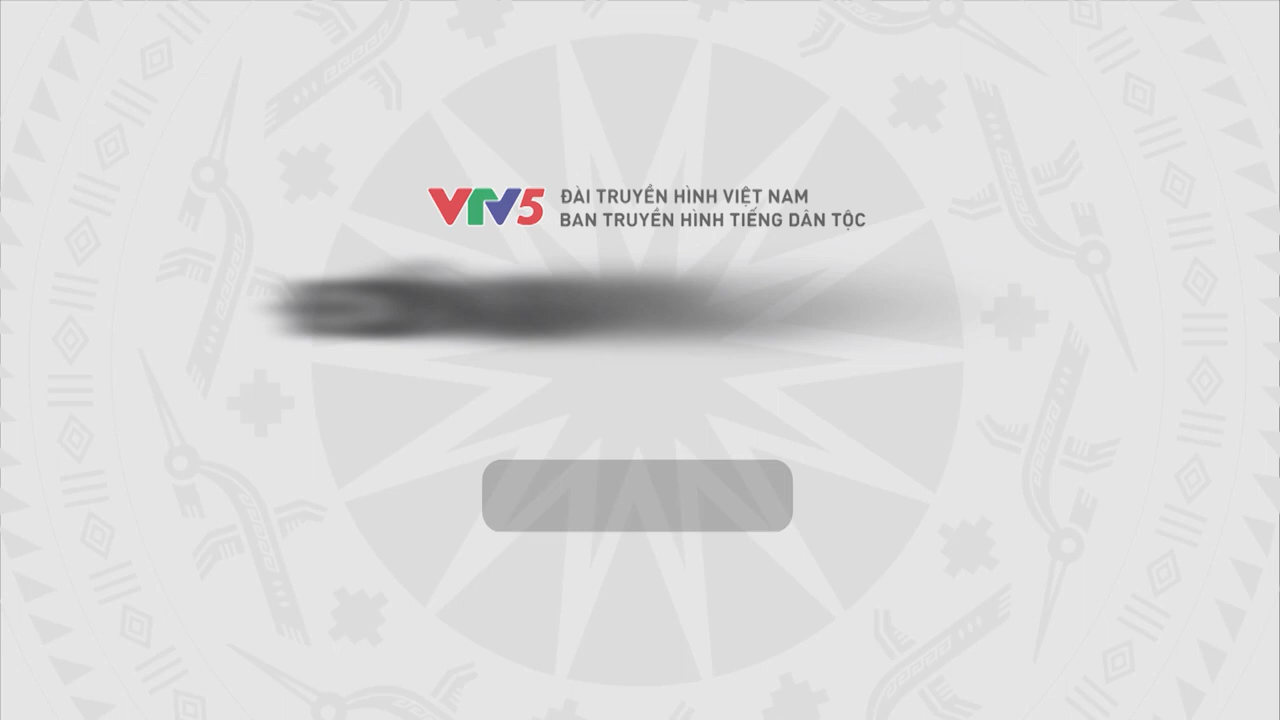 VTV5
ĐÀI TRUYỀN HÌNH VIỆT NAM
BAN TRUYỀN HÌNH TIẾNG DÂN TỘC